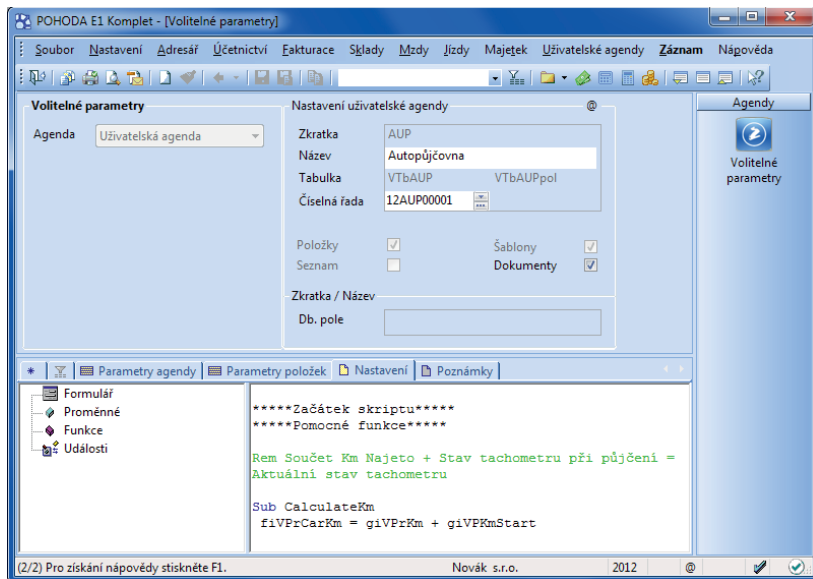 POHODA E1 Komplet - [Volitelné parametry]
Soubor Nastavení Adresář Účetnictví Fakturace Sklady Mzdy Jízdy Majetek Uživatelské agendy Záznam Nápověda
Volitelné parametry
Agenda Uživatelská agenda
Nastavení uživatelské agendy @
Zkratka AUP
Název Autopůjčovna
Tabulka VTbAUP VTbAUPpol
Číselná řada 12AUP00001
Položky Šablony
Seznam Dokumenty
Zkratka / Název
Db. pole
Agendy
Volitelné
parametry
* Parametry agendy Parametry položek Nastavení Poznámky
Formulář
Proměnné
Funkce
Události
*****Začátek skriptu*****
*****Pomocné funkce*****
Rem Součet Km Najeto + Stav tachometru při půjčení =
Aktuální stav tachometru
Sub CalculateKm
fiVPrCarKm = giVPrKm + giVPKmStart
(2/2) Pro získání nápovědy stiskněte F1. Novák s.r.o. 2012 @